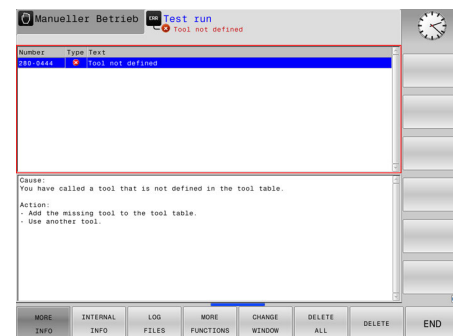 Manueller Betrieb
ERR Test run
Tool not defined
Number Type Text
280-0444 Tool not defined
Cause:
You have called a tool that is not defined in the tool table.
Action:
- Add the missing tool to the tool table.
- Use another tool.
MORE INFO
INTERNAL INFO
LOG FILES
MORE FUNCTIONS
CHANGE WINDOW
DELETE ALL
DELETE
END